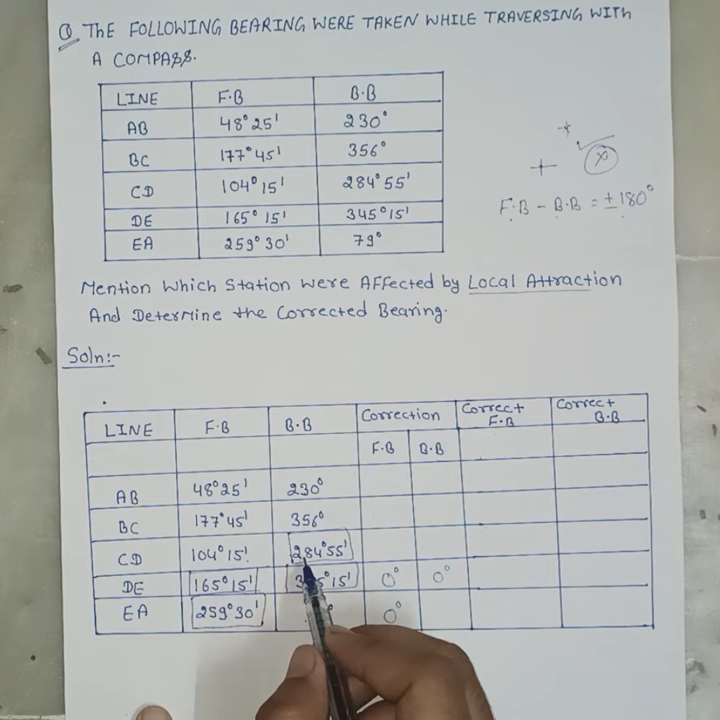 Q THE FOLLOWING BEARING WERE TAKEN WHILE TRAVERSING WITH
A COMPASS.
LINE F.B B.B
AB 48°25' 230°
BC 177°45' 356°
CD 104°15' 284°55'
DE 165°15' 345°15'
EA 259°30' 79°
F.B - B.B = ±180°
Mention Which Station Were Affected by Local Attraction
And Determine the Corrected Bearing.
Soln:-
LINE F.B B.B Correction Correct F.B Correct B.B
F.B B.B
AB 48°25' 230°
BC 177°45' 356°
CD 104°15' 284°55'
DE 165°15' 15' 0° 0°
EA 259°30' 0°